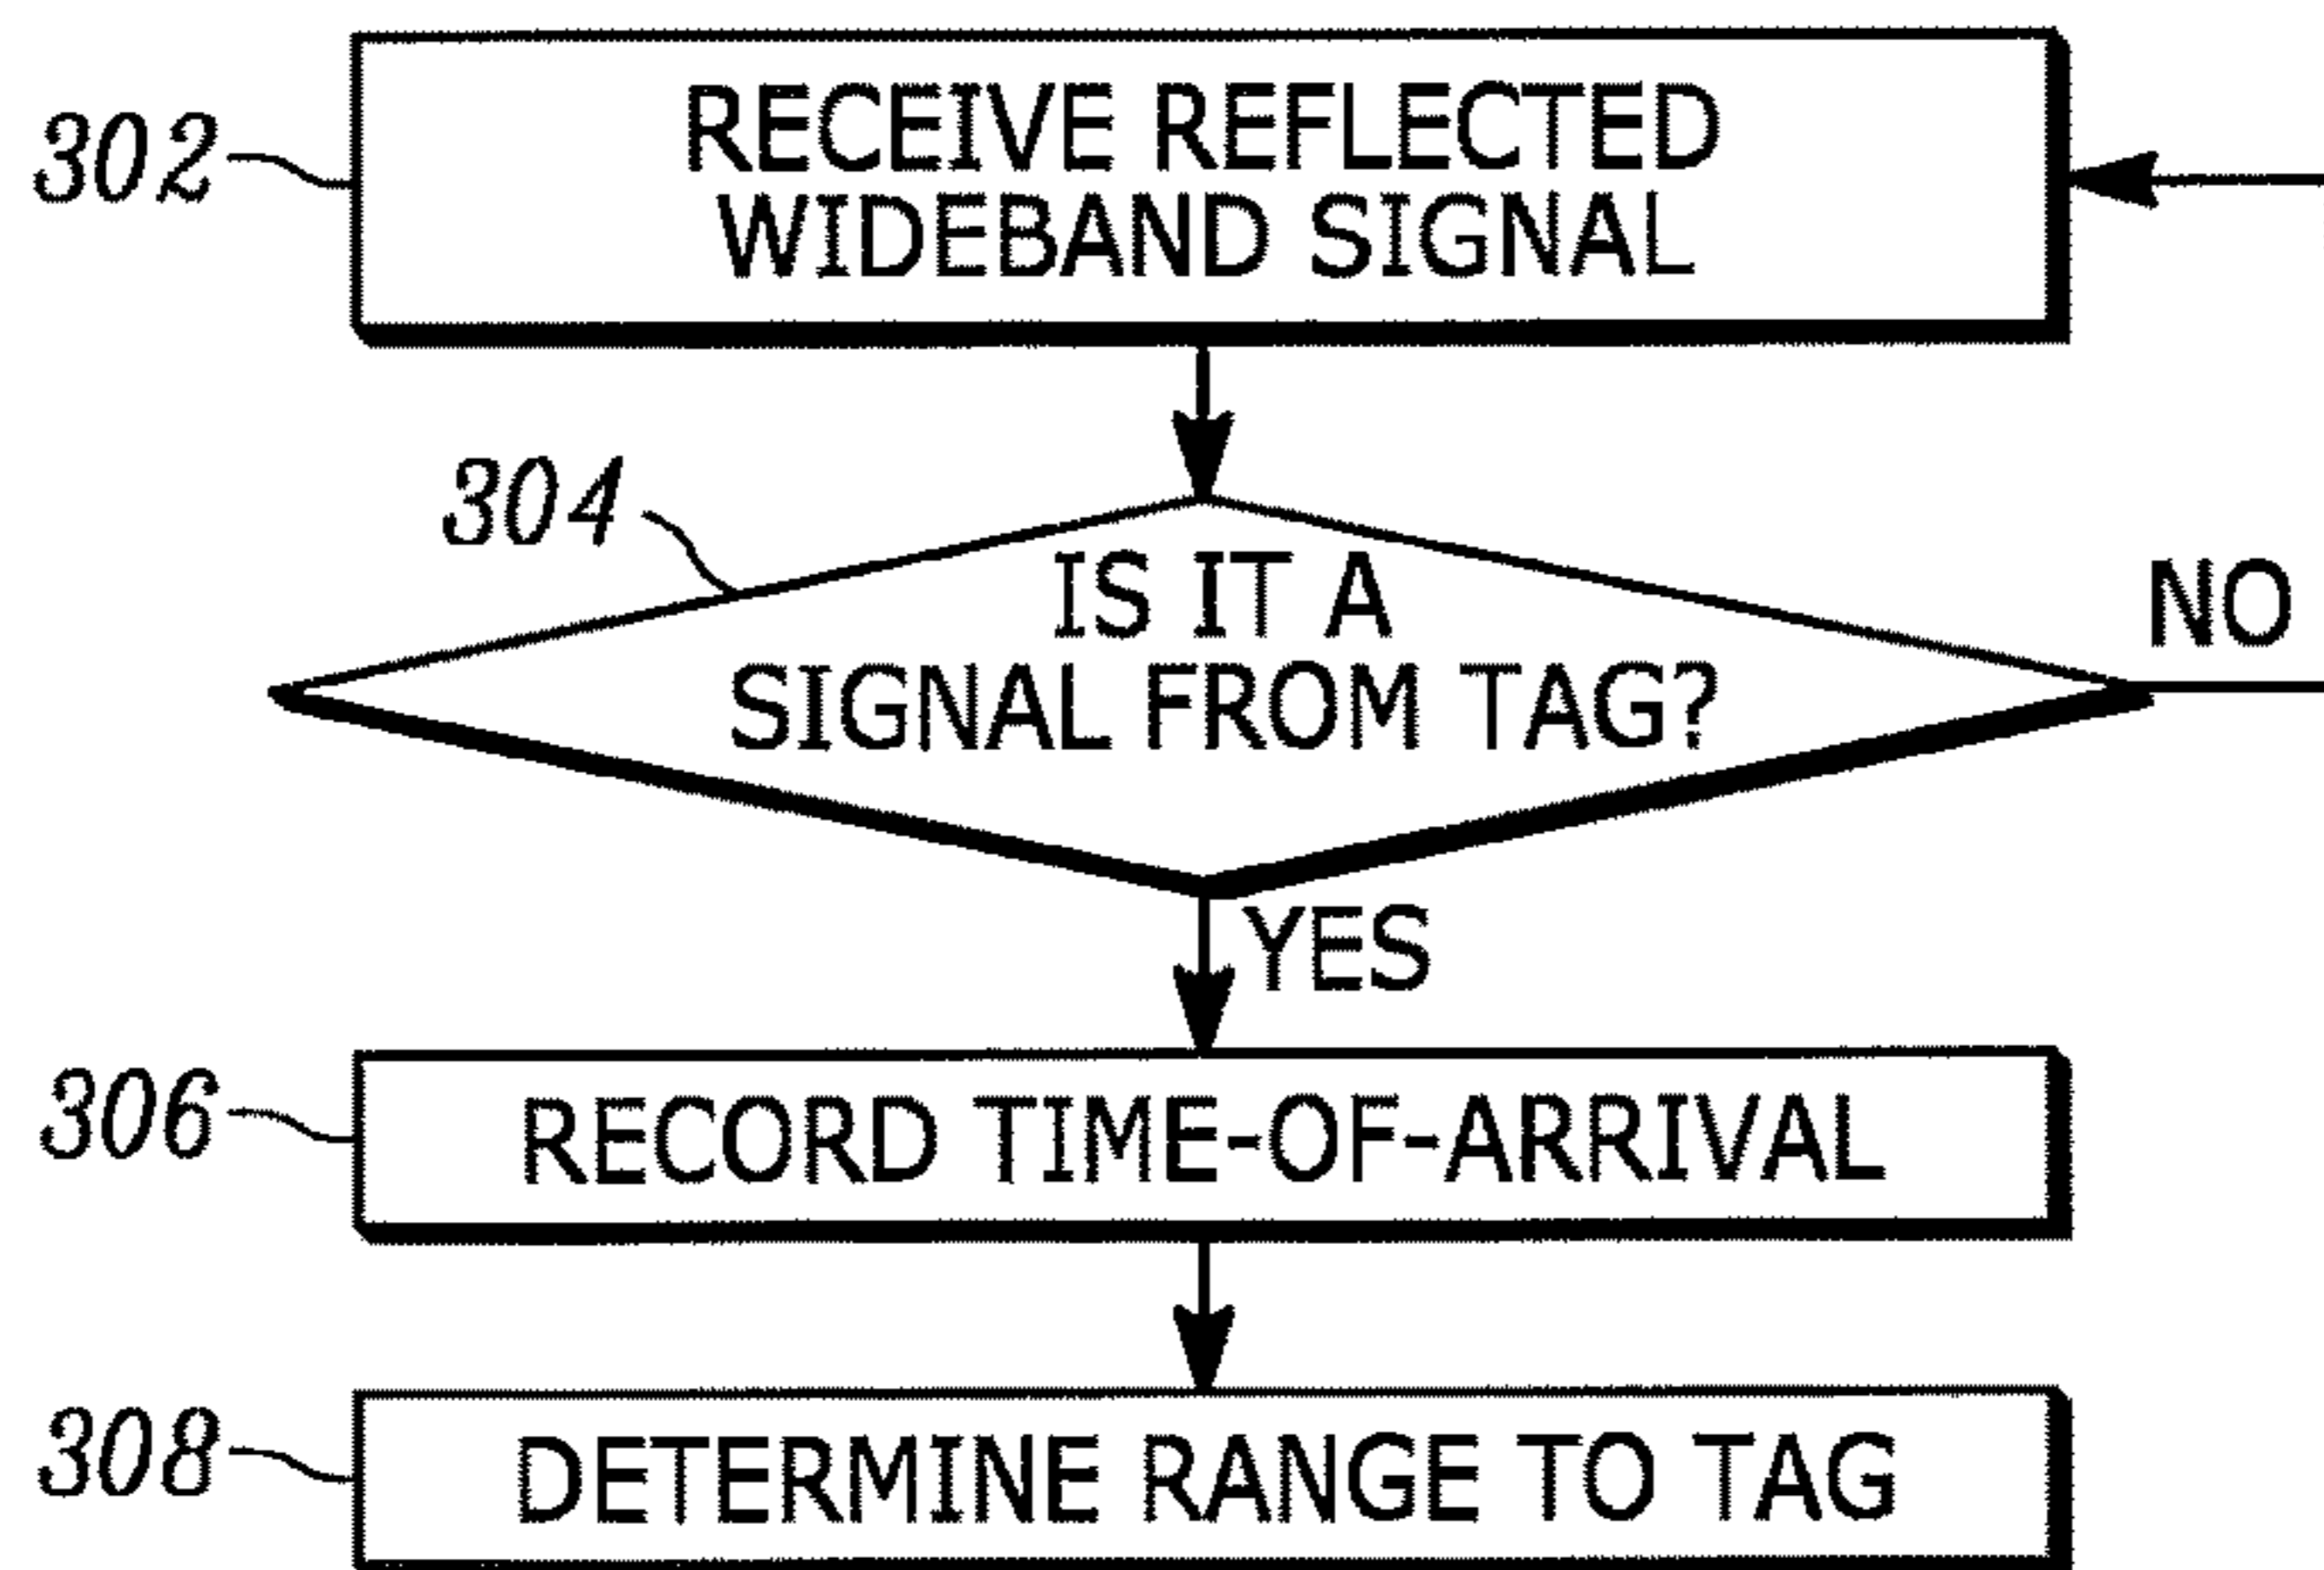 302
RECEIVE REFLECTED
WIDEBAND SIGNAL
304
IS IT A
SIGNAL FROM TAG?
NO
YES
306
RECORD TIME-OF-ARRIVAL
308
DETERMINE RANGE TO TAG